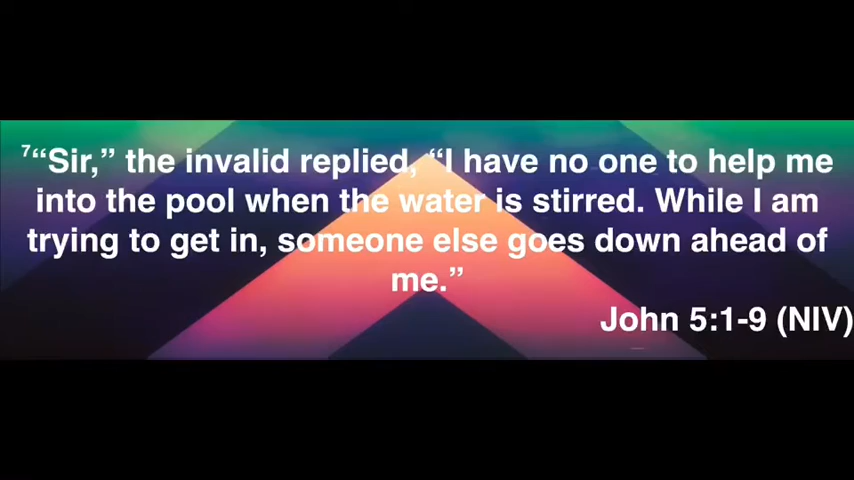 7“Sir,” the invalid replied, “I have no one to help me
into the pool when the water is stirred. While I am
trying to get in, someone else goes down ahead of
me.”
John 5:1-9 (NIV)